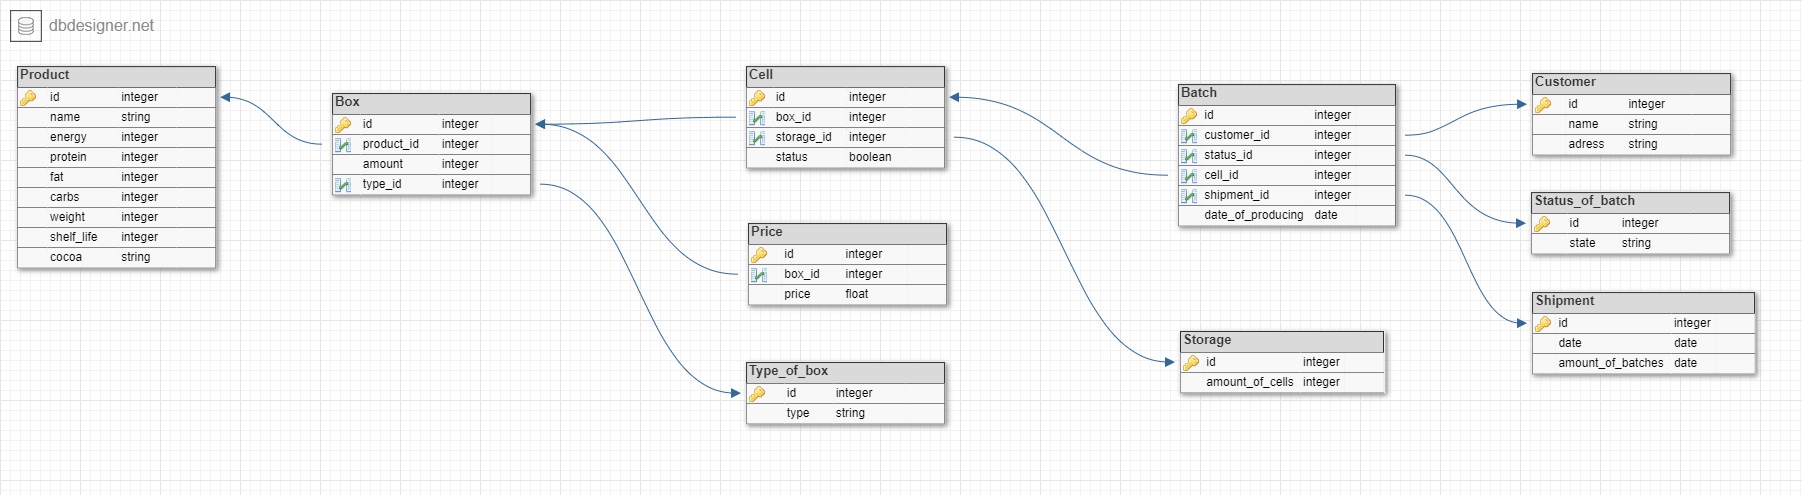 dbdesigner.net
Product
id integer
name string
energy integer
protein integer
fat integer
carbs integer
weight integer
shelf_life integer
cocoa string
Box
id integer
product_id integer
amount integer
type_id integer
Cell
id integer
box_id integer
storage_id integer
status boolean
Price
id integer
box_id integer
price float
Type_of_box
id integer
type string
Batch
id integer
customer_id integer
status_id integer
cell_id integer
shipment_id integer
date_of_producing date
Storage
id integer
amount_of_cells integer
Customer
id integer
name string
adress string
Status_of_batch
id integer
state string
Shipment
id integer
date date
amount_of_batches date